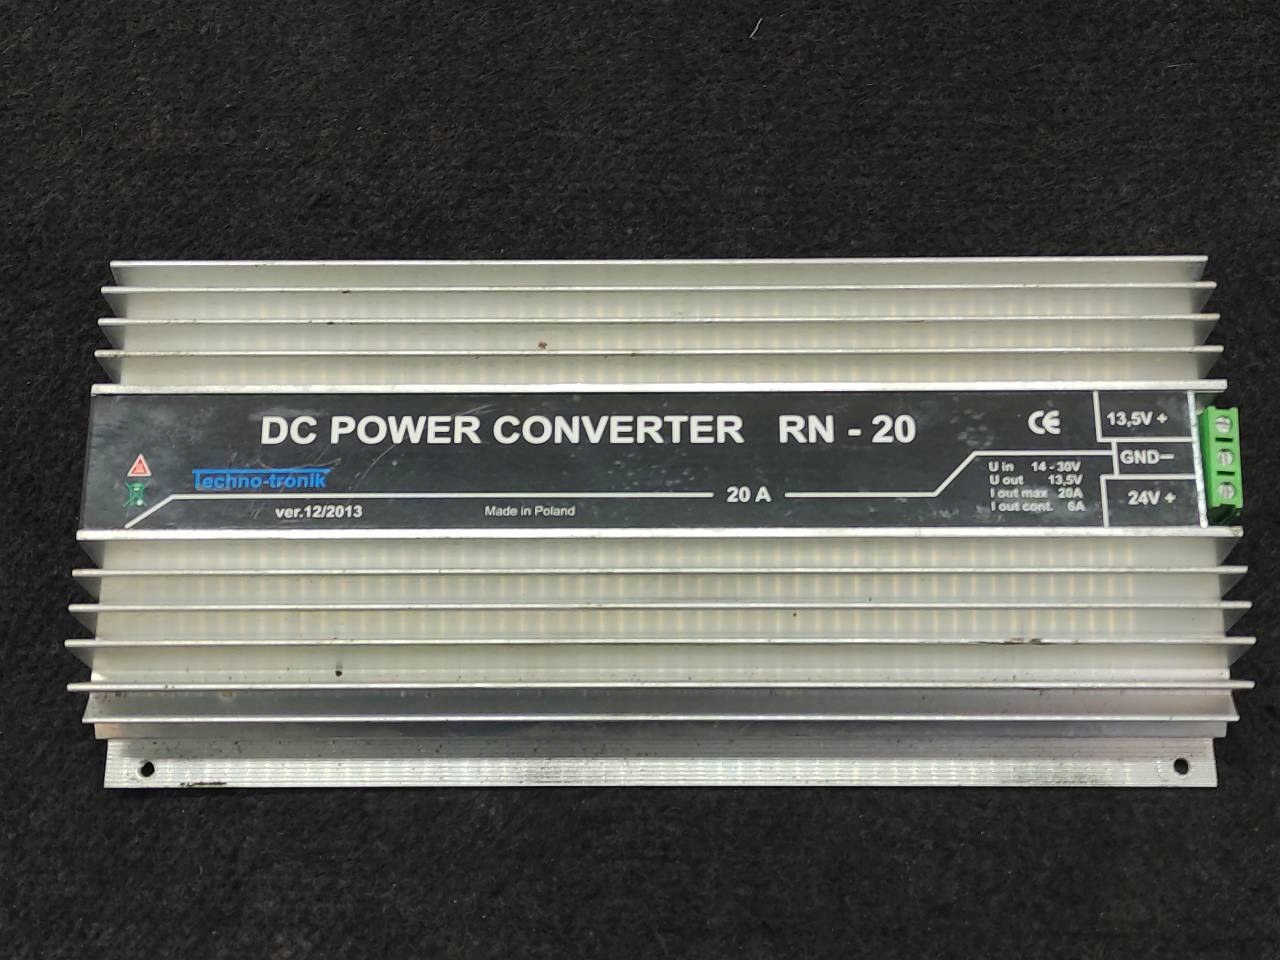 DC POWER CONVERTER RN - 20
CE
13,5V +
GND—
24V +
Techno-tronik
U in 14 - 30V
U out 13,5V
I out max 20A
I out cont. 6A
20 A
ver.12/2013
Made in Poland